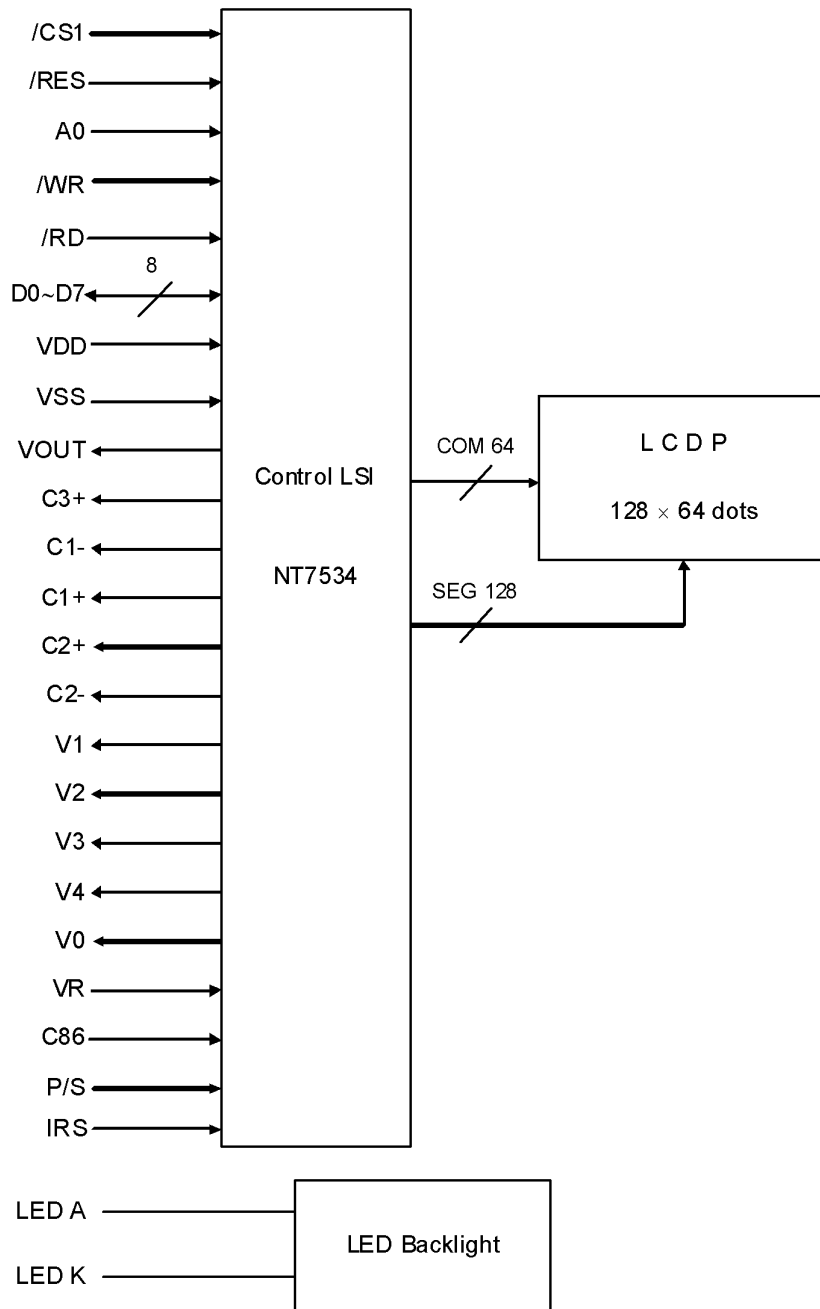 /CS1
/RES
A0
/WR
/RD
8
D0~D7
VDD
VSS
VOUT
C3+
C1-
C1+
C2+
C2-
V1
V2
V3
V4
V0
VR
C86
P/S
IRS
Control LSI
NT7534
COM 64
SEG 128
L C D P
128 × 64 dots
LED A
LED K
LED Backlight